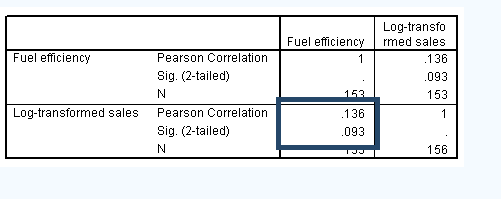 Log-transfo
Fuel efficiency rmed sales
Fuel efficiency Pearson Correlation 1 .136
Sig. (2-tailed) . .093
N 153 153
Log-transformed sales Pearson Correlation .136 1
Sig. (2-tailed) .093 .
N 153 156